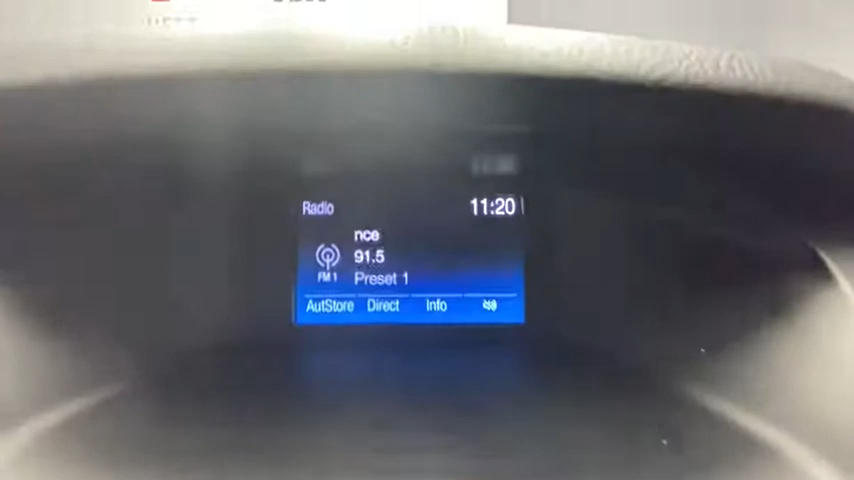 Radio
11:20
nce
91.5
FM 1
Preset 1
AutStore Direct Info